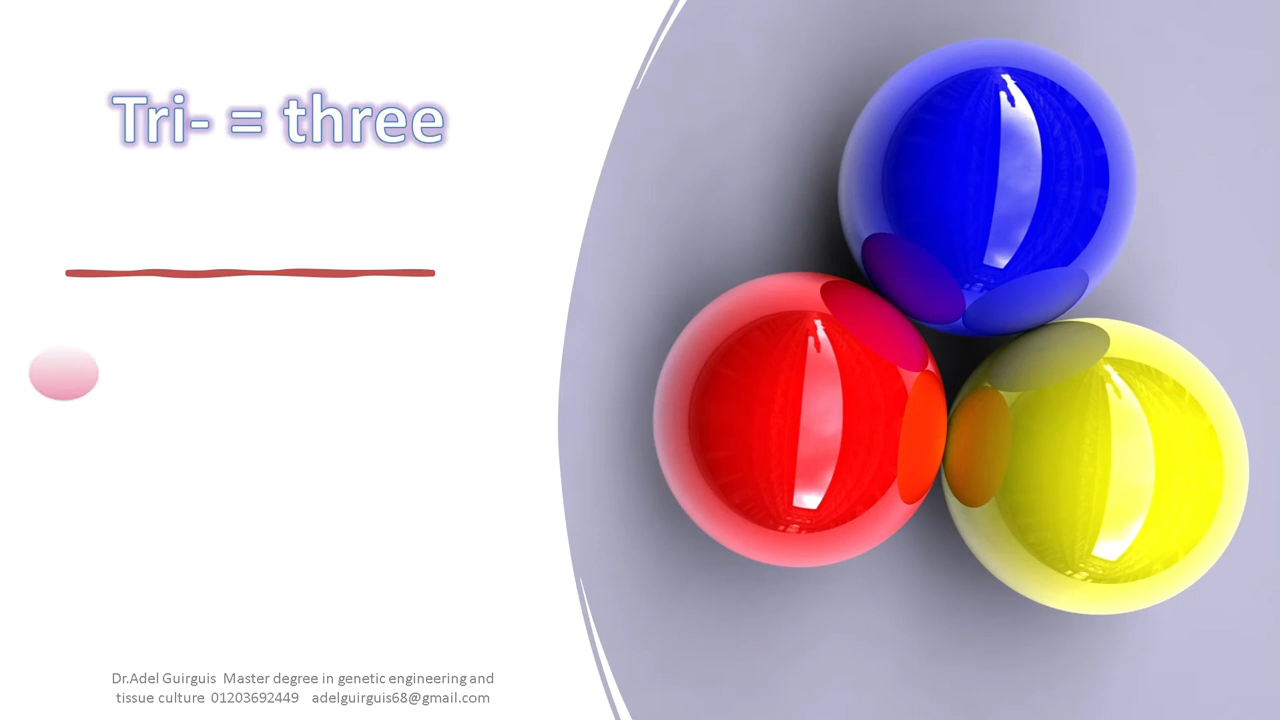 Tri- = three
Dr.Adel Guirguis Master degree in genetic engineering and
tissue culture 01203692449 adelguirguis68@gmail.com